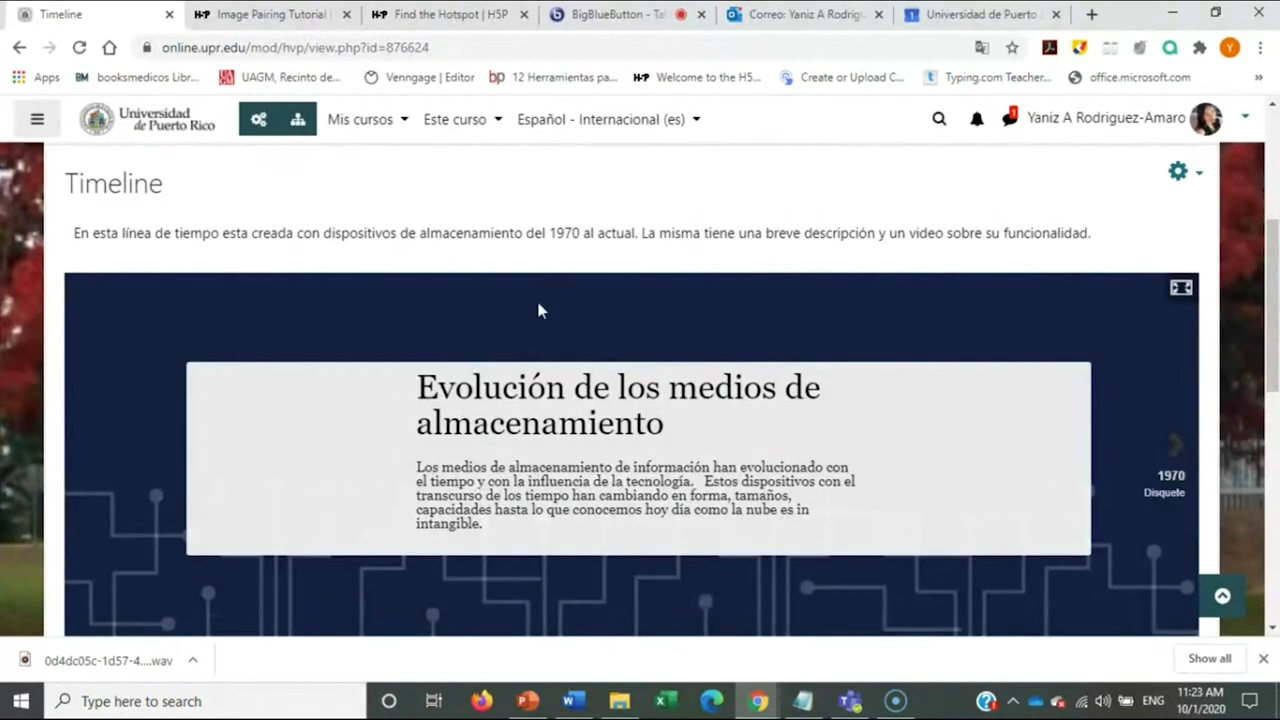 Timeline
Image Pairing Tutorial
Find the Hotspot | H5P
BigBlueButton - Ta
Correo: Yaniz A Rodrigu
Universidad de Puerto
online.upr.edu/mod/hvp/view.php?id=876624
Apps
BM booksmedicos Libr...
UAGM, Recinto de...
Venngage | Editor
bp 12 Herramientas pa...
H-P Welcome to the H5...
Create or Upload C...
Typing.com Teacher...
office.microsoft.com
Universidad de Puerto Rico
Mis cursos
Este curso
Español - Internacional (es)
1
Yaniz A Rodriguez-Amaro
Timeline
En esta línea de tiempo esta creada con dispositivos de almacenamiento del 1970 al actual. La misma tiene una breve descripción y un video sobre su funcionalidad.
Evolución de los medios de
almacenamiento
Los medios de almacenamiento de información han evolucionado con
el tiempo y con la influencia de la tecnología. Estos dispositivos con el
transcurso de los tiempo han cambiando en forma, tamaños,
capacidades hasta lo que conocemos hoy día como la nube es in
intangible.
1970
Disquete
0d4dc05c-1d57-4....wav
Show all
Type here to search
ENG
11:23 AM
10/1/2020